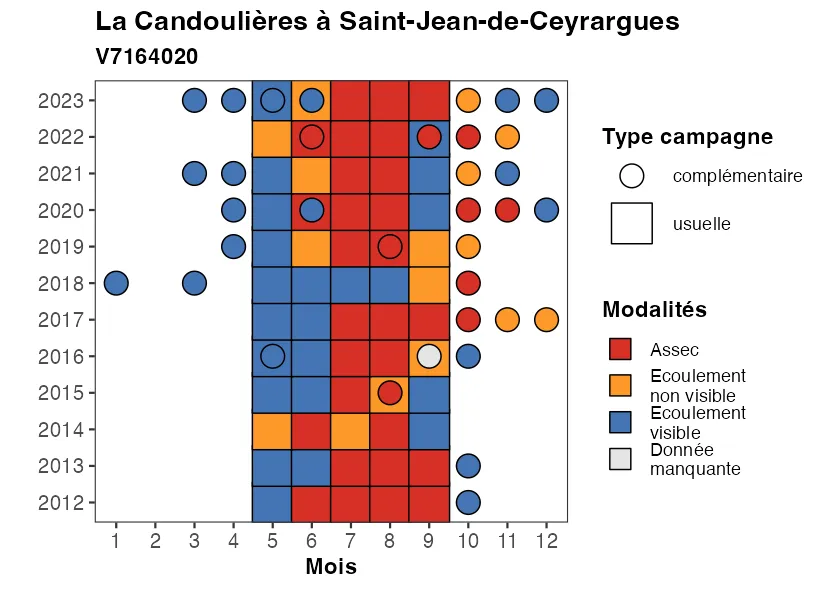 La Candoulières à Saint-Jean-de-Ceyrargues
V7164020
2023
2022
2021
2020
2019
2018
2017
2016
2015
2014
2013
2012
1 2 3 4 5 6 7 8 9 10 11 12
Mois
Type campagne
complémentaire
usuelle
Modalités
Assec
Ecoulement
non visible
Ecoulement
visible
Donnée
manquante